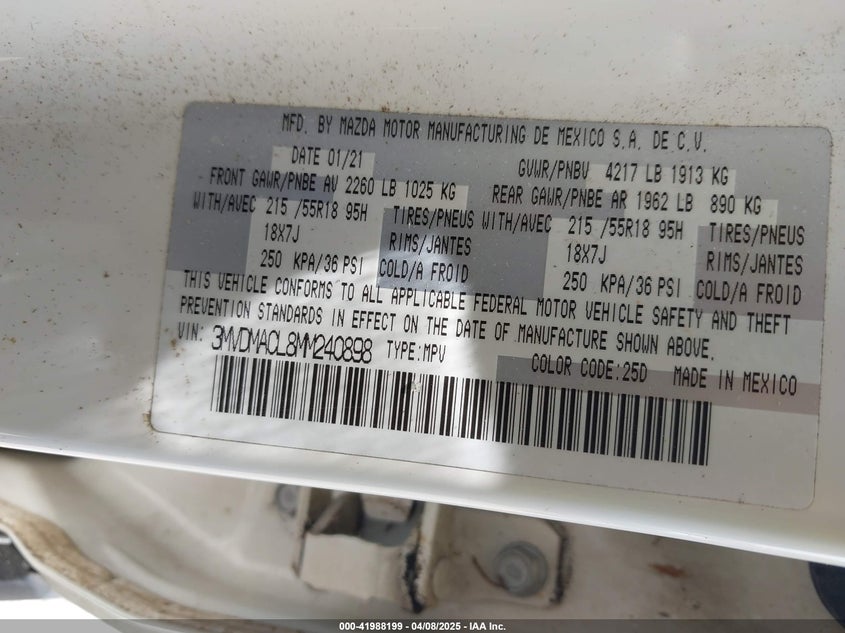 MFD. BY MAZDA MOTOR MANUFACTURING DE MEXICO S.A. DE C.V.
DATE 01/21 GVWR/PNBV 4217 LB 1913 KG
FRONT GAWR/PNBE AV 2260 LB 1025 KG REAR GAWR/PNBE AR 1962 LB 890 KG
WITH/AVEC 215 /55R18 95H TIRES/PNEUS WITH/AVEC 215 /55R18 95H TIRES/PNEUS
18X7J RIMS/JANTES 18X7J RIMS/JANTES
250 KPA/36 PSI COLD/A FROID 250 KPA/36 PSI COLD/A FROID
THIS VEHICLE CONFORMS TO ALL APPLICABLE FEDERAL MOTOR VEHICLE SAFETY AND THEFT
PREVENTION STANDARDS IN EFFECT ON THE DATE OF MANUFACTURE SHOWN ABOVE.
VIN: 3MVDMACL8MM240898 TYPE:MPV COLOR CODE:25D MADE IN MEXICO
000-41988199 - 04/08/2025 - IAA Inc.